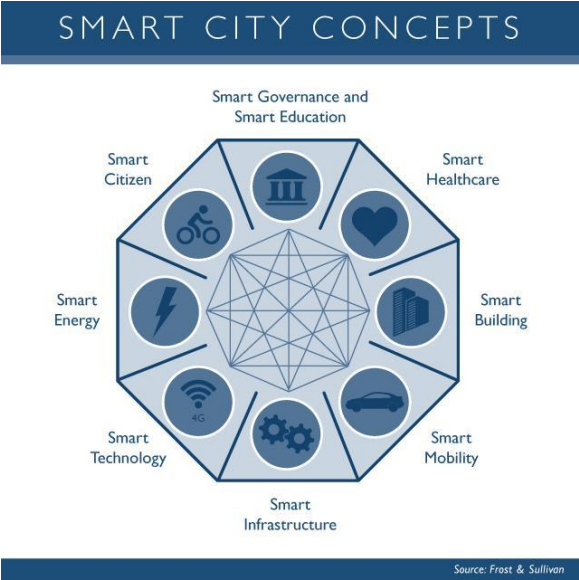 SMART CITY CONCEPTS
Smart Governance and
Smart Education
Smart
Citizen
Smart
Healthcare
Smart
Energy
Smart
Building
4G
Smart
Technology
Smart
Mobility
Smart
Infrastructure
Source: Frost & Sullivan